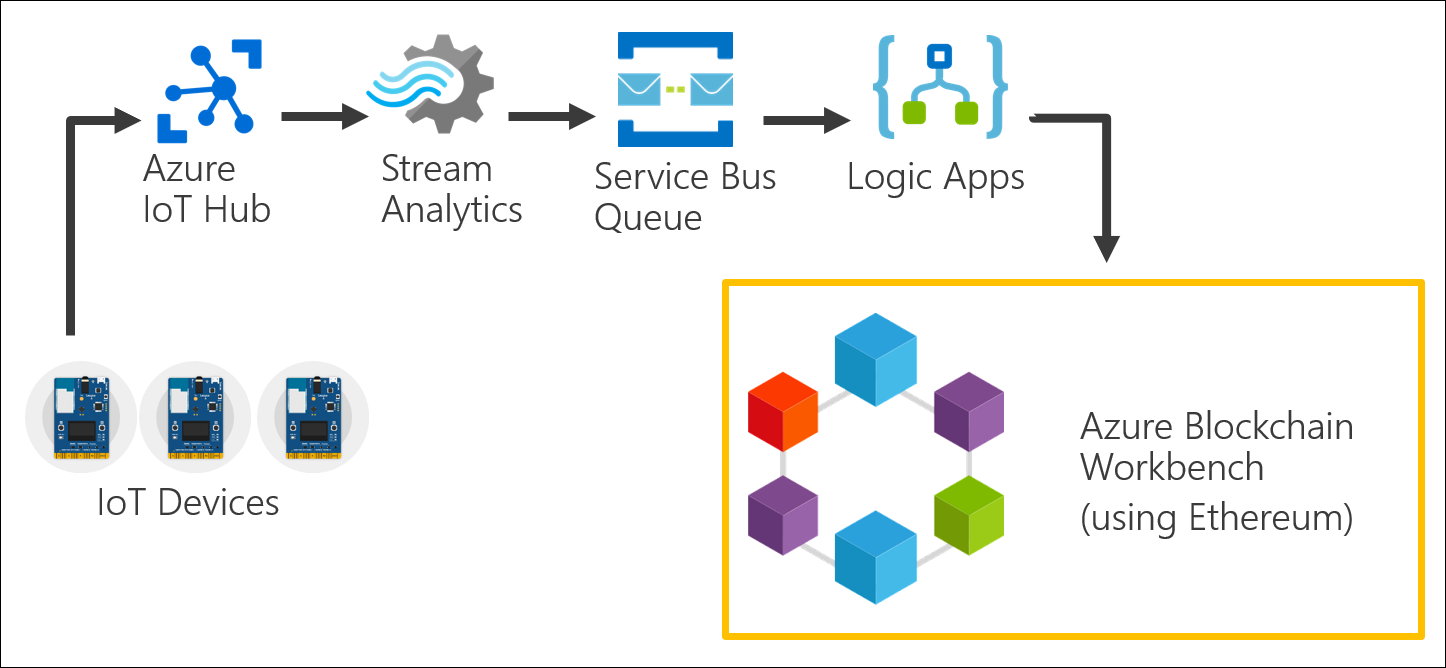 Azure
IoT Hub
Stream
Analytics
Service Bus
Queue
Logic Apps
IoT Devices
Azure Blockchain
Workbench
(using Ethereum)